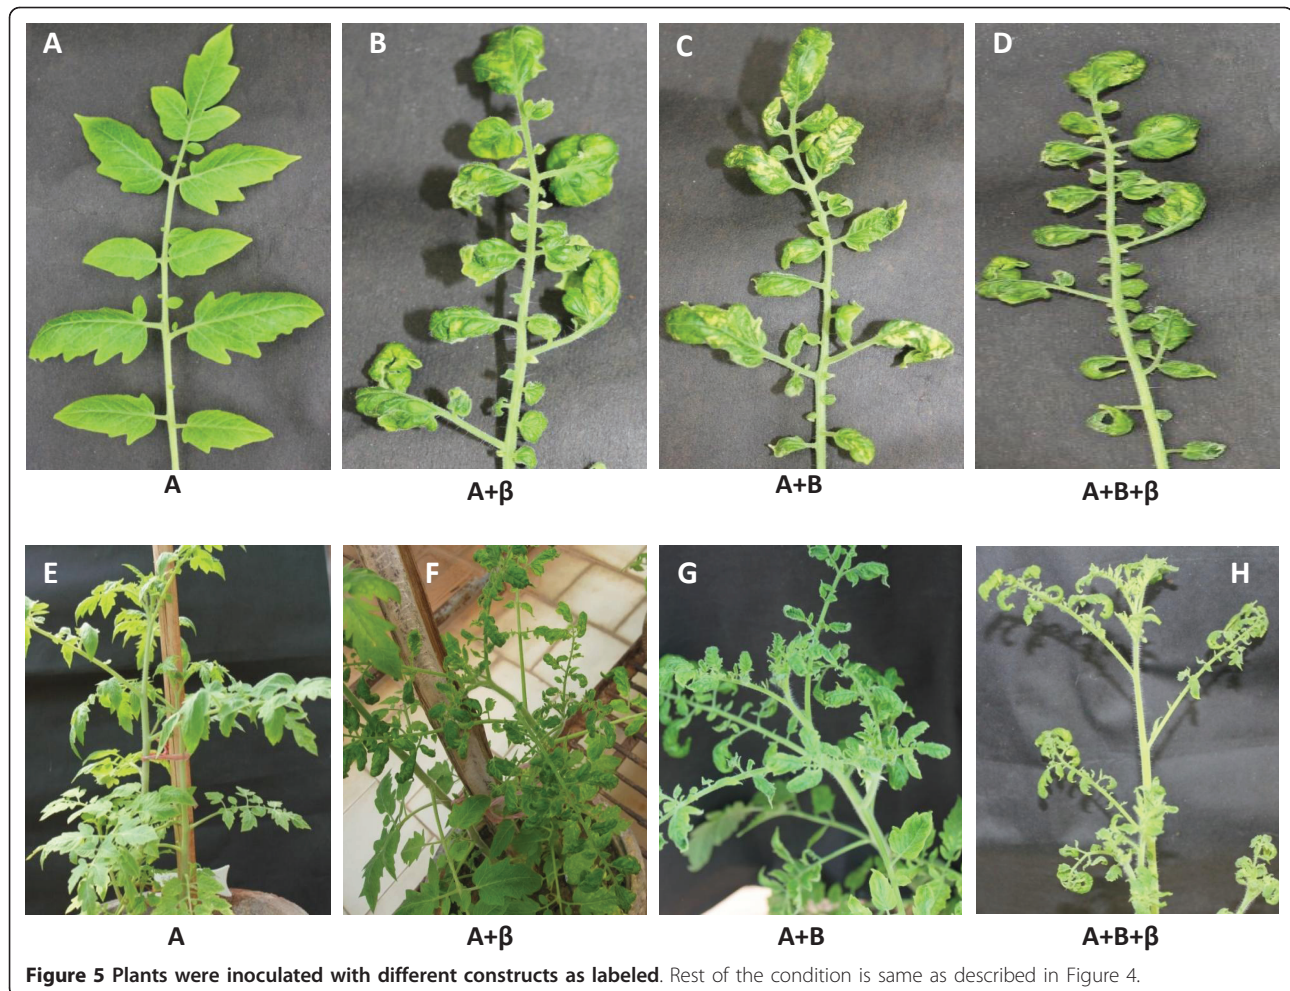 A B C D
A A+β A+B A+B+β
E F G H
A A+β A+B A+B+β
Figure 5 Plants were inoculated with different constructs as labeled. Rest of the condition is same as described in Figure 4.